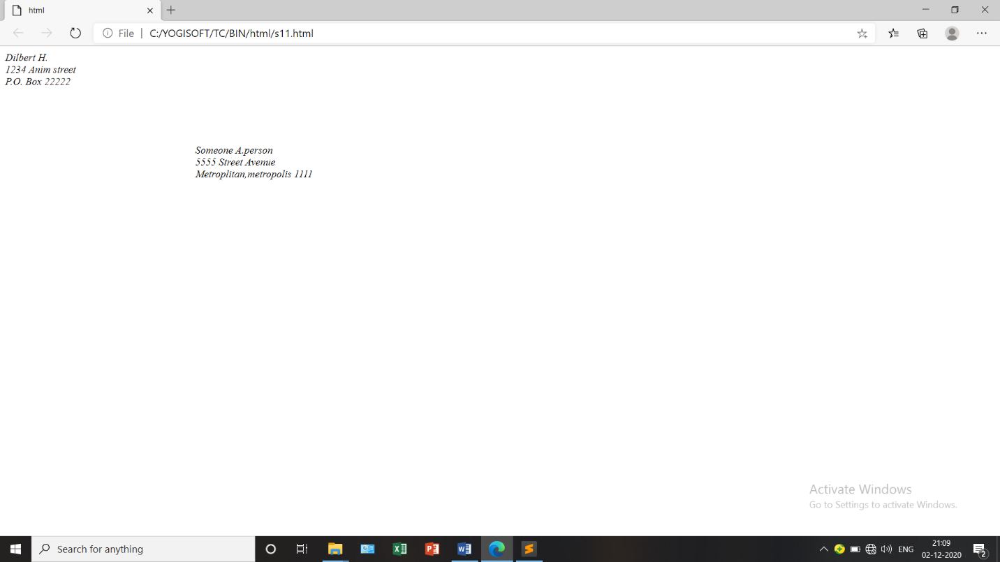 html
File | C:/YOGISOFT/TC/BIN/html/s11.html
Dilbert H.
1234 Anim street
P.O. Box 22222
Someone A.person
5555 Street Avenue
Metroplitan,metropolis 1111
Activate Windows
Go to Settings to activate Windows.
Search for anything
ENG
21:09
02-12-2020
2